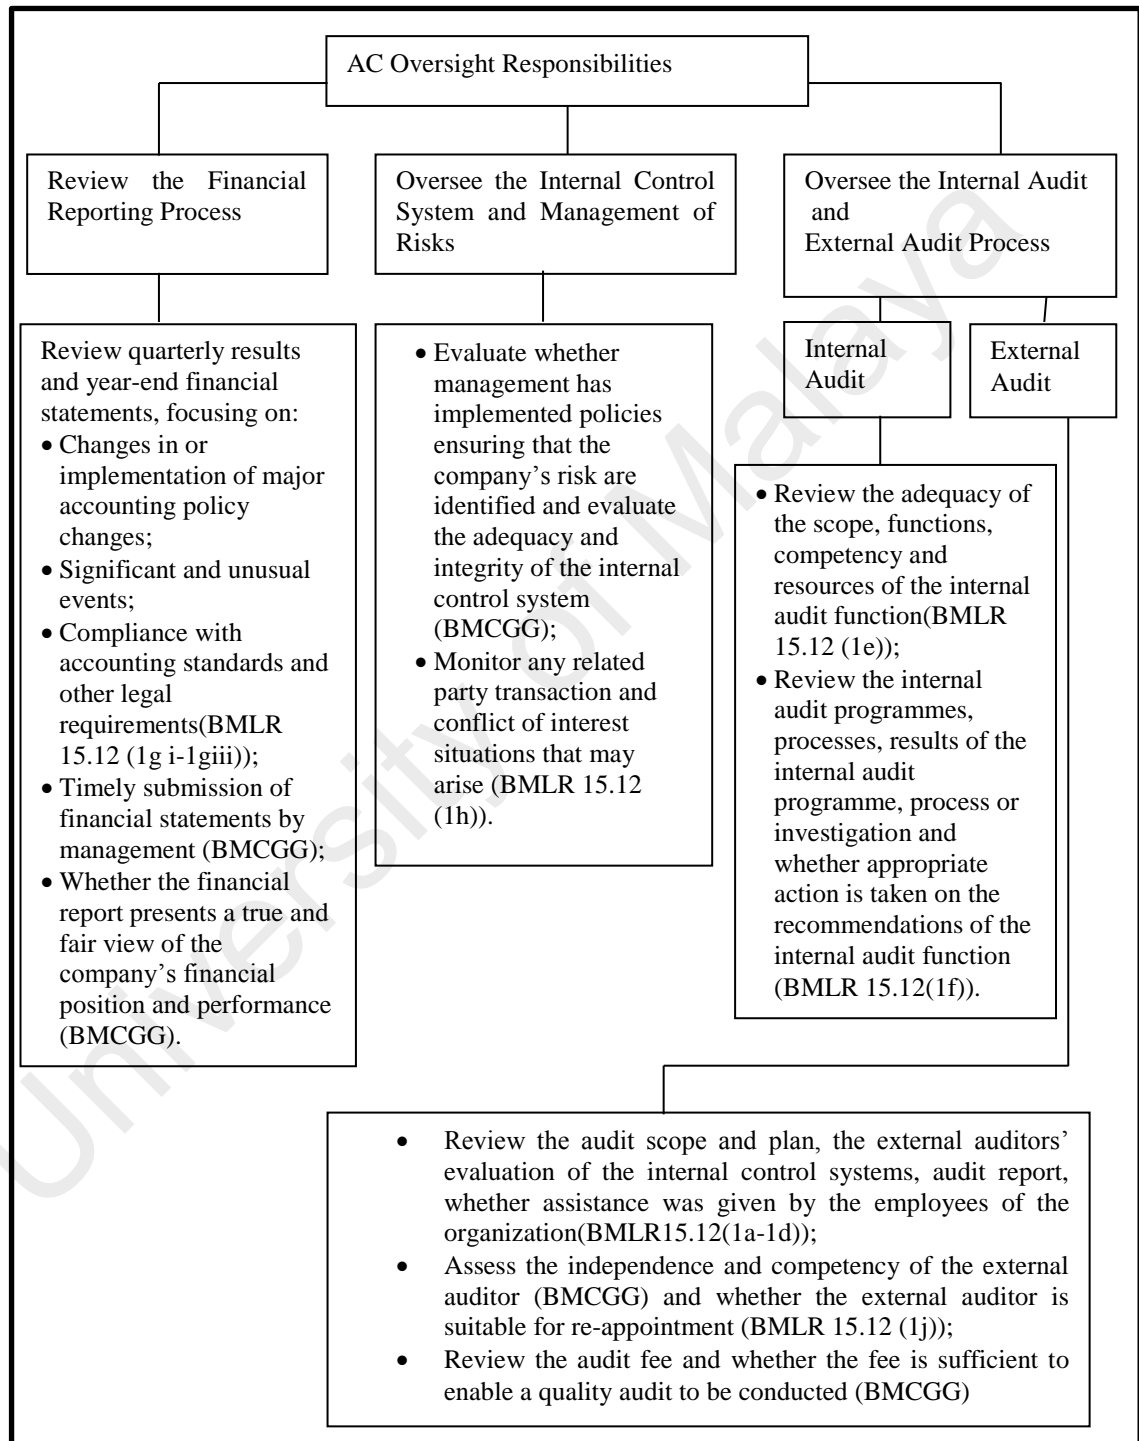 AC Oversight Responsibilities
Review the Financial
Reporting Process
Oversee the Internal Control
System and Management of
Risks
Oversee the Internal Audit
and
External Audit Process
Review quarterly results
and year-end financial
statements, focusing on:
• Changes in or
implementation of major
accounting policy
changes;
• Significant and unusual
events;
• Compliance with
accounting standards and
other legal
requirements(BMLR
15.12 (1g i-1giii));
• Timely submission of
financial statements by
management (BMCGG);
• Whether the financial
report presents a true and
fair view of the
company's financial
position and performance
(BMCGG).
• Evaluate whether
management has
implemented policies
ensuring that the
company's risk are
identified and evaluate
the adequacy and
integrity of the internal
control system
(BMCGG);
• Monitor any related
party transaction and
conflict of interest
situations that may
arise (BMLR 15.12
(1h)).
Internal
Audit
External
Audit
• Review the adequacy of
the scope, functions,
competency and
resources of the internal
audit function(BMLR
15.12 (1e));
• Review the internal
audit programmes,
processes, results of the
internal audit
programme, process or
investigation and
whether appropriate
action is taken on the
recommendations of the
internal audit function
(BMLR 15.12(1f)).
• Review the audit scope and plan, the external auditors'
evaluation of the internal control systems, audit report,
whether assistance was given by the employees of the
organization(BMLR15.12(1a-1d));
• Assess the independence and competency of the external
auditor (BMCGG) and whether the external auditor is
suitable for re-appointment (BMLR 15.12 (1j));
• Review the audit fee and whether the fee is sufficient to
enable a quality audit to be conducted (BMCGG)
University of Malaya